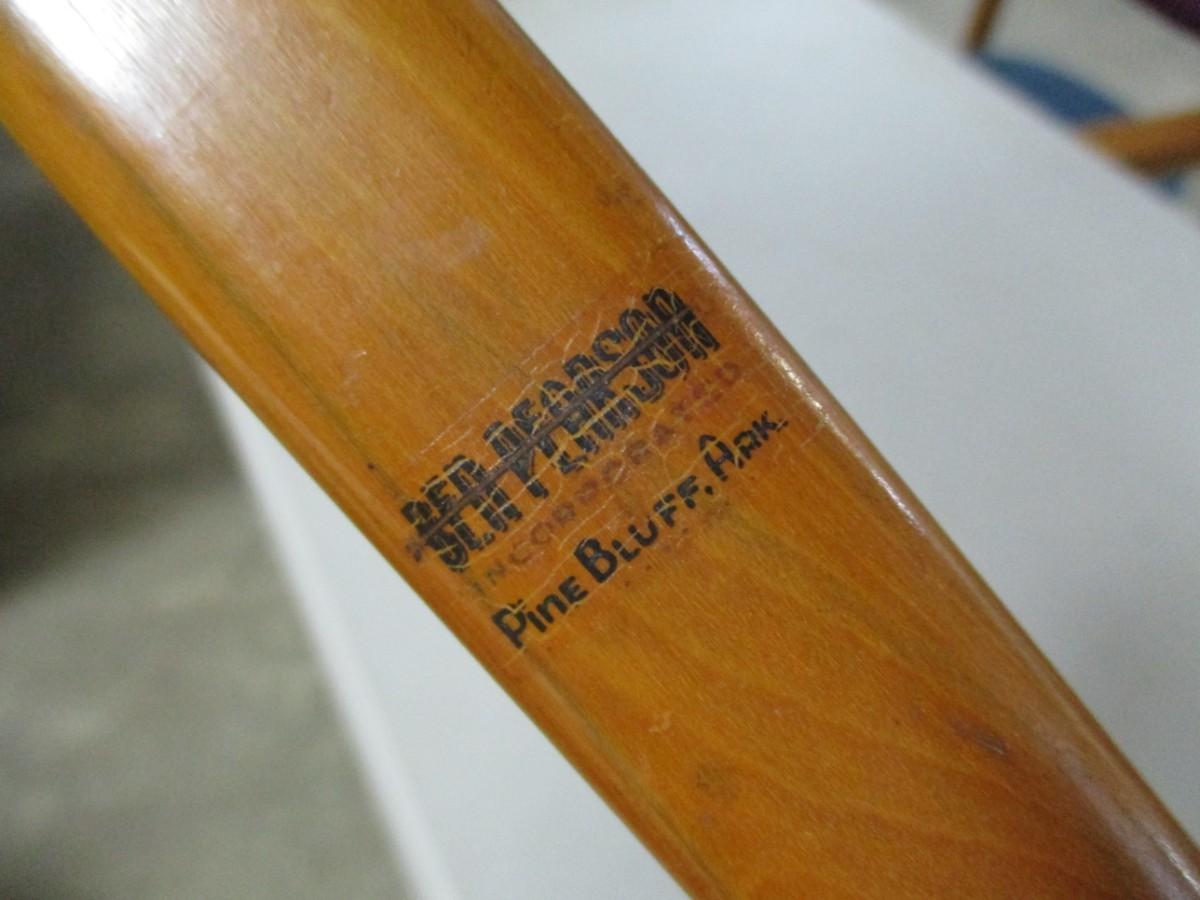 BEN PEARSON
INCORPORATED
PINE BLUFF, ARK.